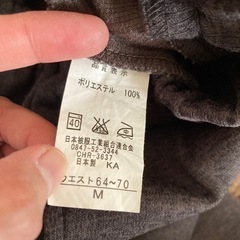 品質表示
ポリエステル 100%
40
日本被服工業組合連合会
0847-52-3344
CHR-3637
日本製 KA
ウエスト64~70
M